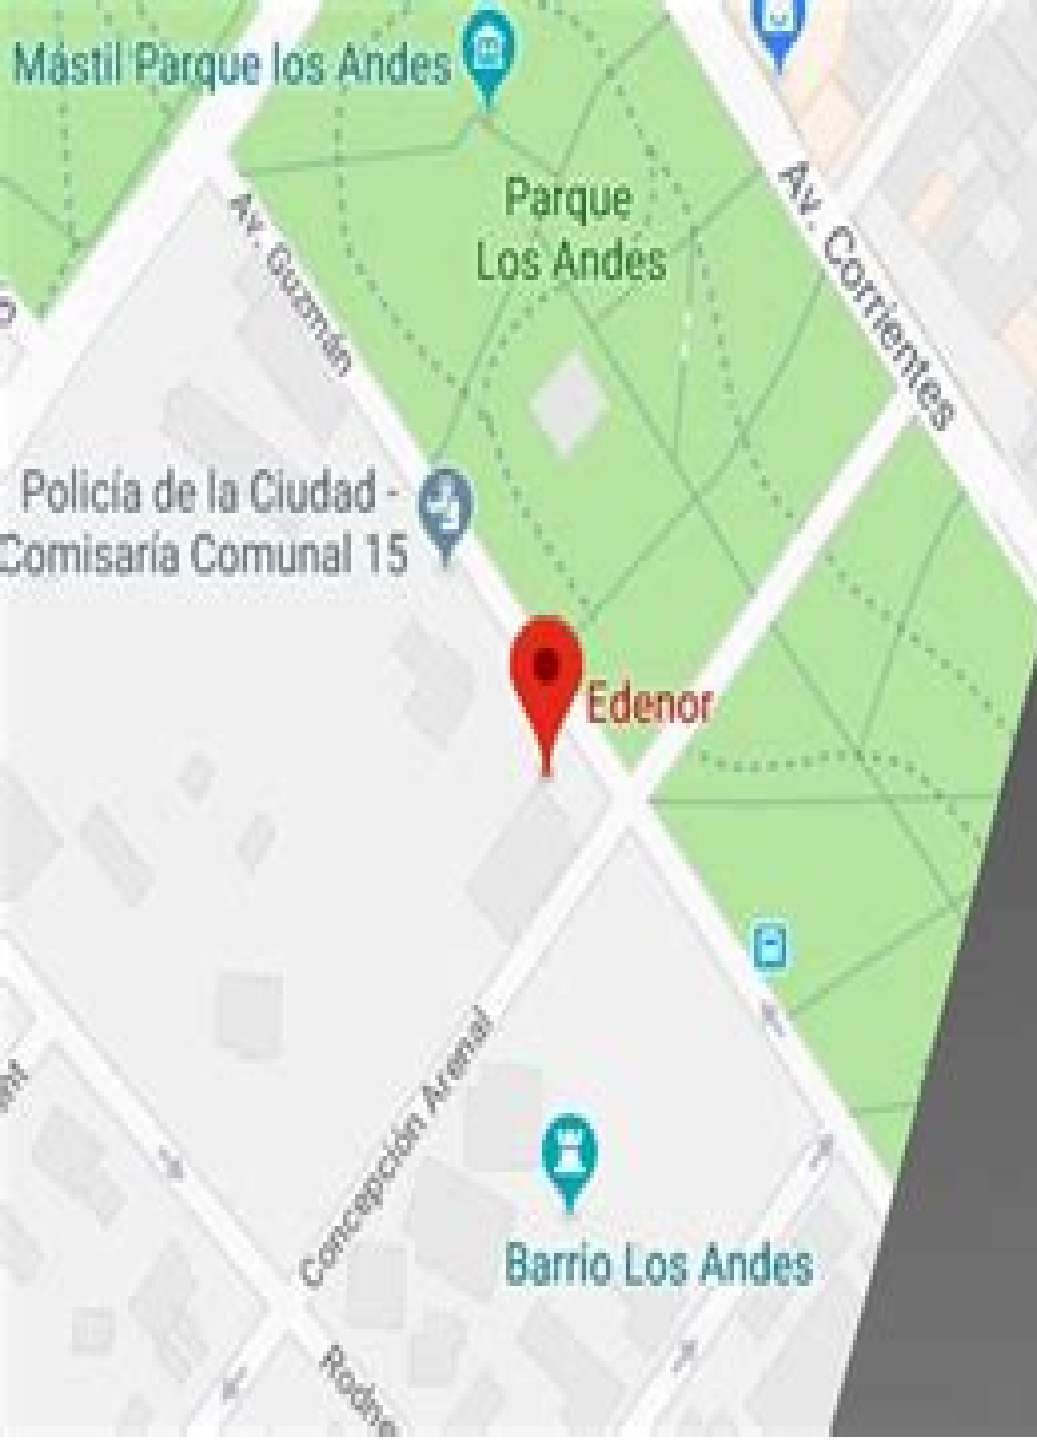 Mástil Parque los Andes
Parque
Los Andes
Av. Corrientes
Av. Guzmán
Policía de la Ciudad -
Comisaría Comunal 15
Edenor
Concepción Arenal
Barrio Los Andes